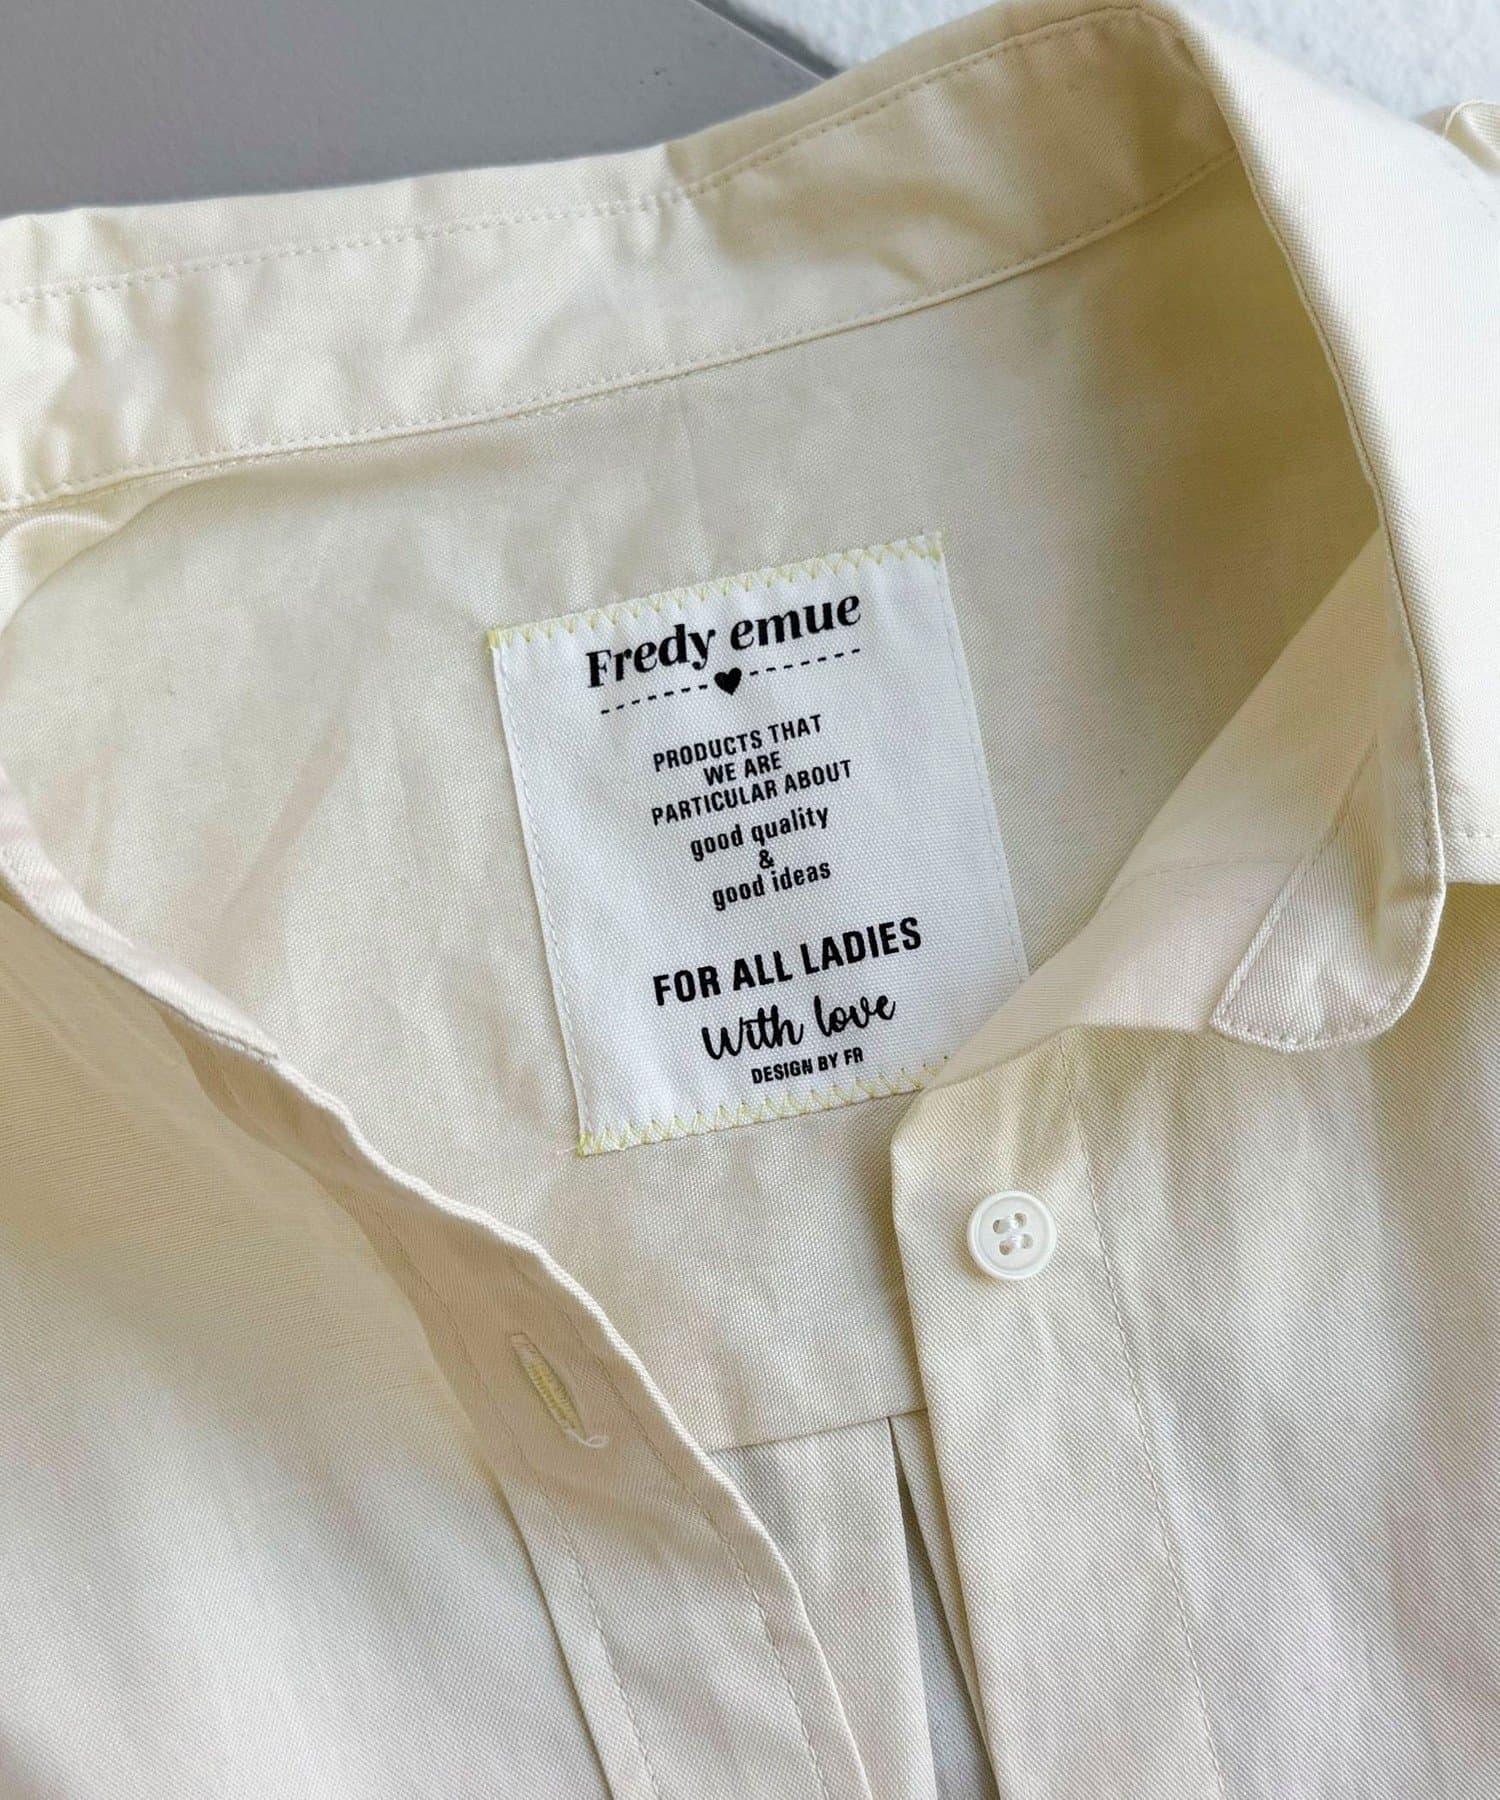 Fredy emue
PRODUCTS THAT
WE ARE
PARTICULAR ABOUT
good quality
&
good ideas
FOR ALL LADIES
With love
DESIGN BY FR